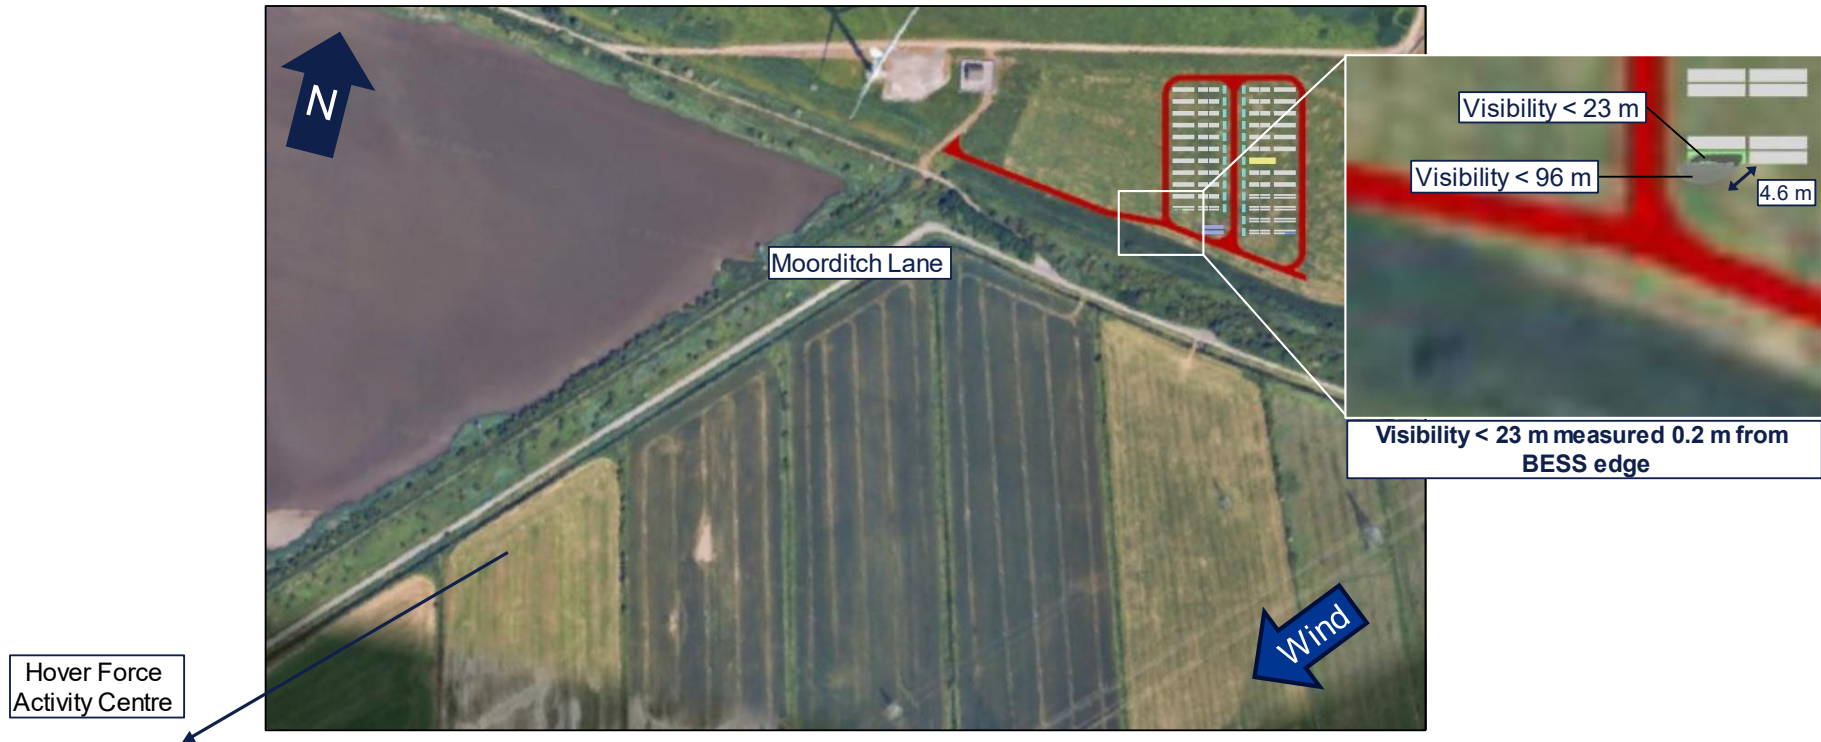 N
Visibility < 23 m
Visibility < 96 m
4.6 m
Moorditch Lane
Visibility < 23 m measured 0.2 m from
BESS edge
Wind
Hover Force
Activity Centre